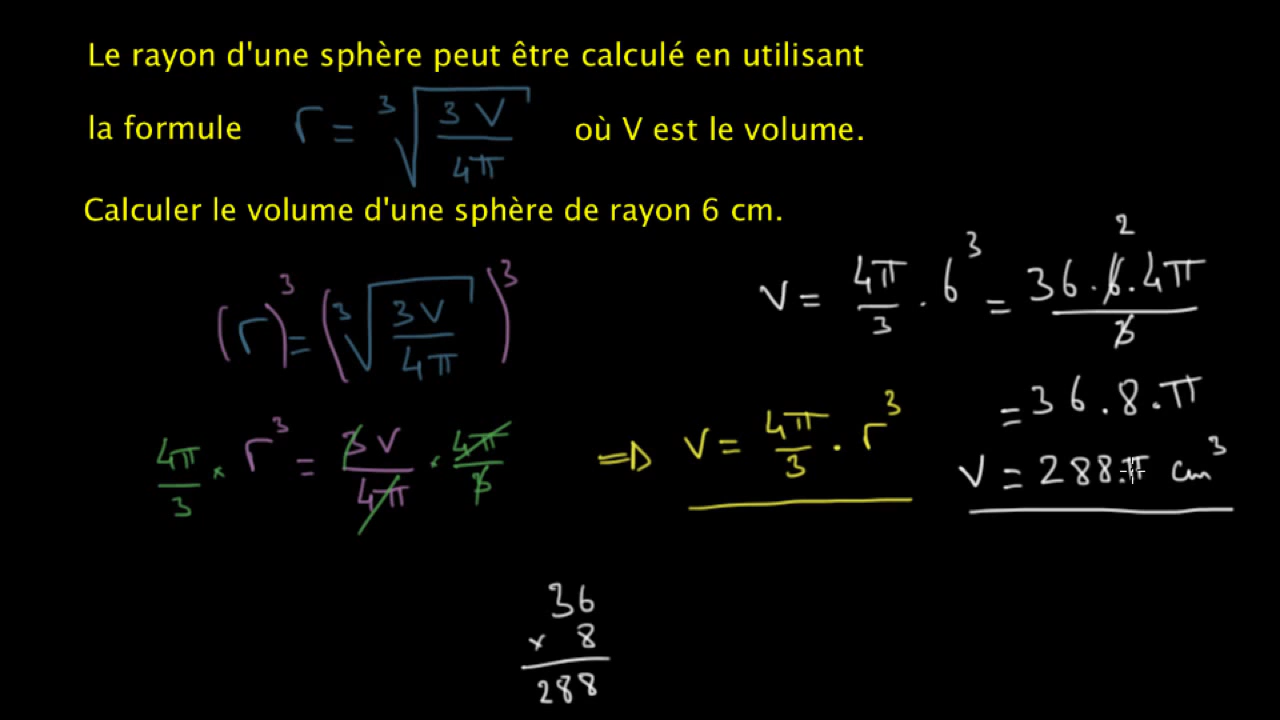 Le rayon d'une sphère peut être calculé en utilisant
la formule r = ∛(3V/4π) où V est le volume.
Calculer le volume d'une sphère de rayon 6 cm.
(r)³ = (∛(3V/4π))³
4π/3 × r³ = 3V/4π × 4π/3
⇒ V = 4π/3 . r³
V = 4π/3 . 6³ = 36.6.4π/3
2
= 36.8.π
V = 288.π cm³
36
× 8
288